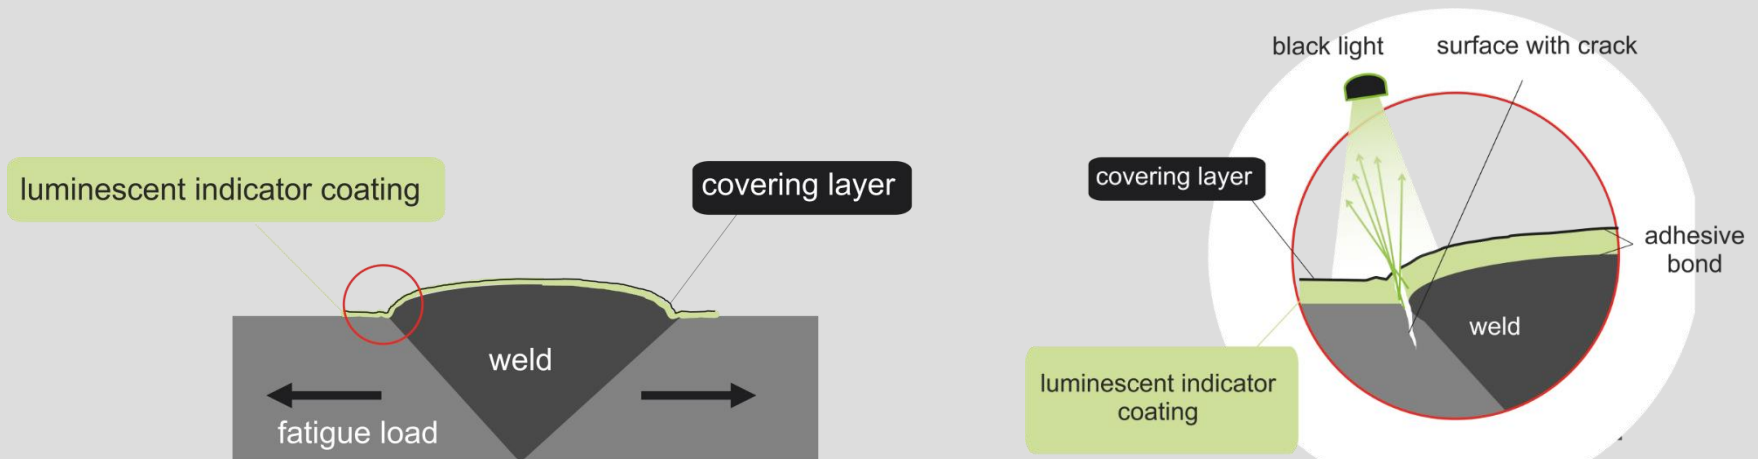 luminescent indicator coating
covering layer
weld
fatigue load
black light
surface with crack
covering layer
adhesive
bond
weld
luminescent indicator
coating